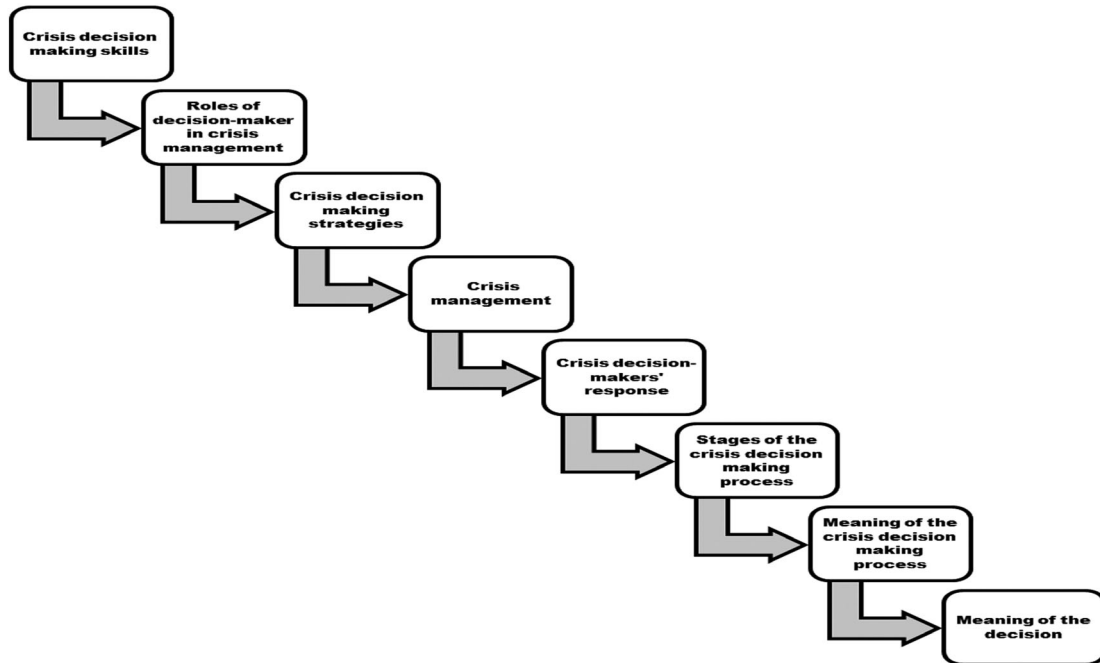 Crisis decision
making skills
Roles of
decision-maker
in crisis
management
Crisis decision
making
strategies
Crisis
management
Crisis decision-
makers'
response
Stages of the
crisis decision
making
process
Meaning of the
crisis decision
making
process
Meaning of the
decision